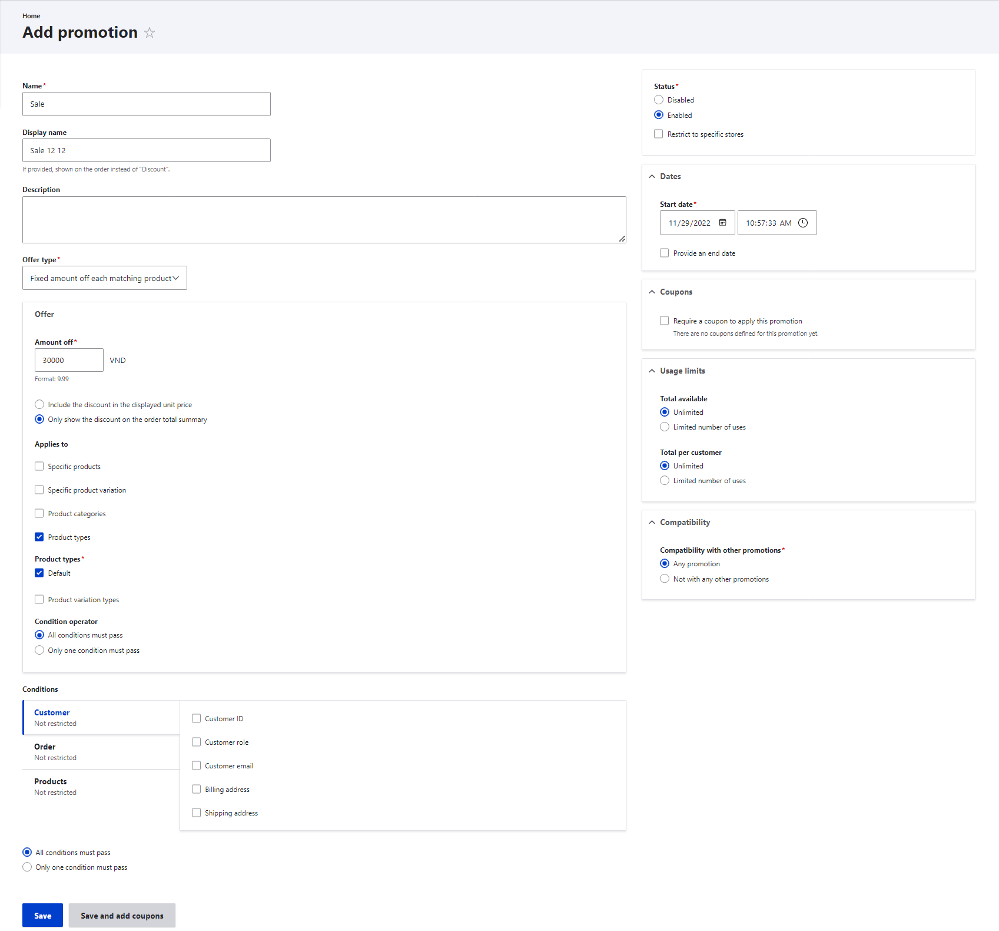 Home
Add promotion
Name*
Sale
Display name
Sale 12 12
If provided, shown on the order instead of "Discount".
Description
Offer type*
Fixed amount off each matching product
Offer
Amount off*
30000 VND
Format: 9.99
Include the discount in the displayed unit price
Only show the discount on the order total summary
Applies to
Specific products
Specific product variation
Product categories
Product types
Product types*
Default
Product variation types
Condition operator
All conditions must pass
Only one condition must pass
Conditions
Customer
Not restricted
Order
Not restricted
Products
Not restricted
Customer ID
Customer role
Customer email
Billing address
Shipping address
All conditions must pass
Only one condition must pass
Save
Save and add coupons
Status*
Disabled
Enabled
Restrict to specific stores
Dates
Start date*
11/29/2022 10:57:33 AM
Provide an end date
Coupons
Require a coupon to apply this promotion
There are no coupons defined for this promotion yet.
Usage limits
Total available
Unlimited
Limited number of uses
Total per customer
Unlimited
Limited number of uses
Compatibility
Compatibility with other promotions*
Any promotion
Not with any other promotions